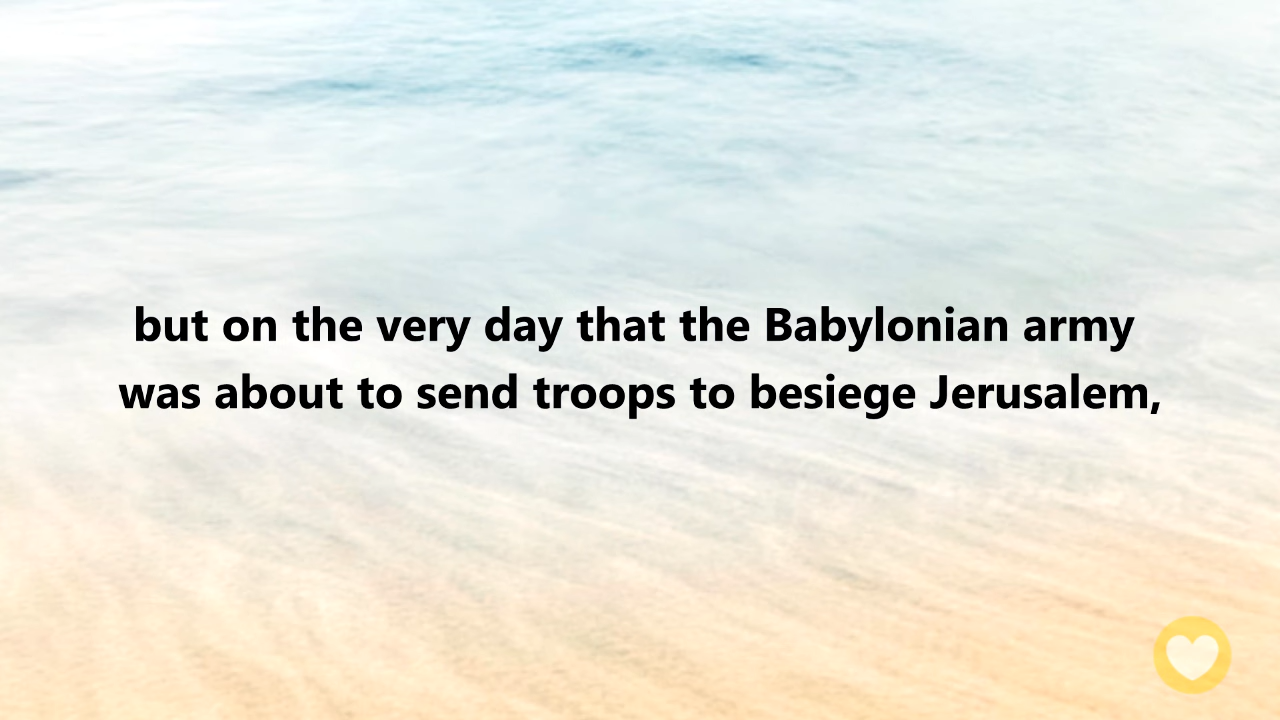 but on the very day that the Babylonian army
was about to send troops to besiege Jerusalem,